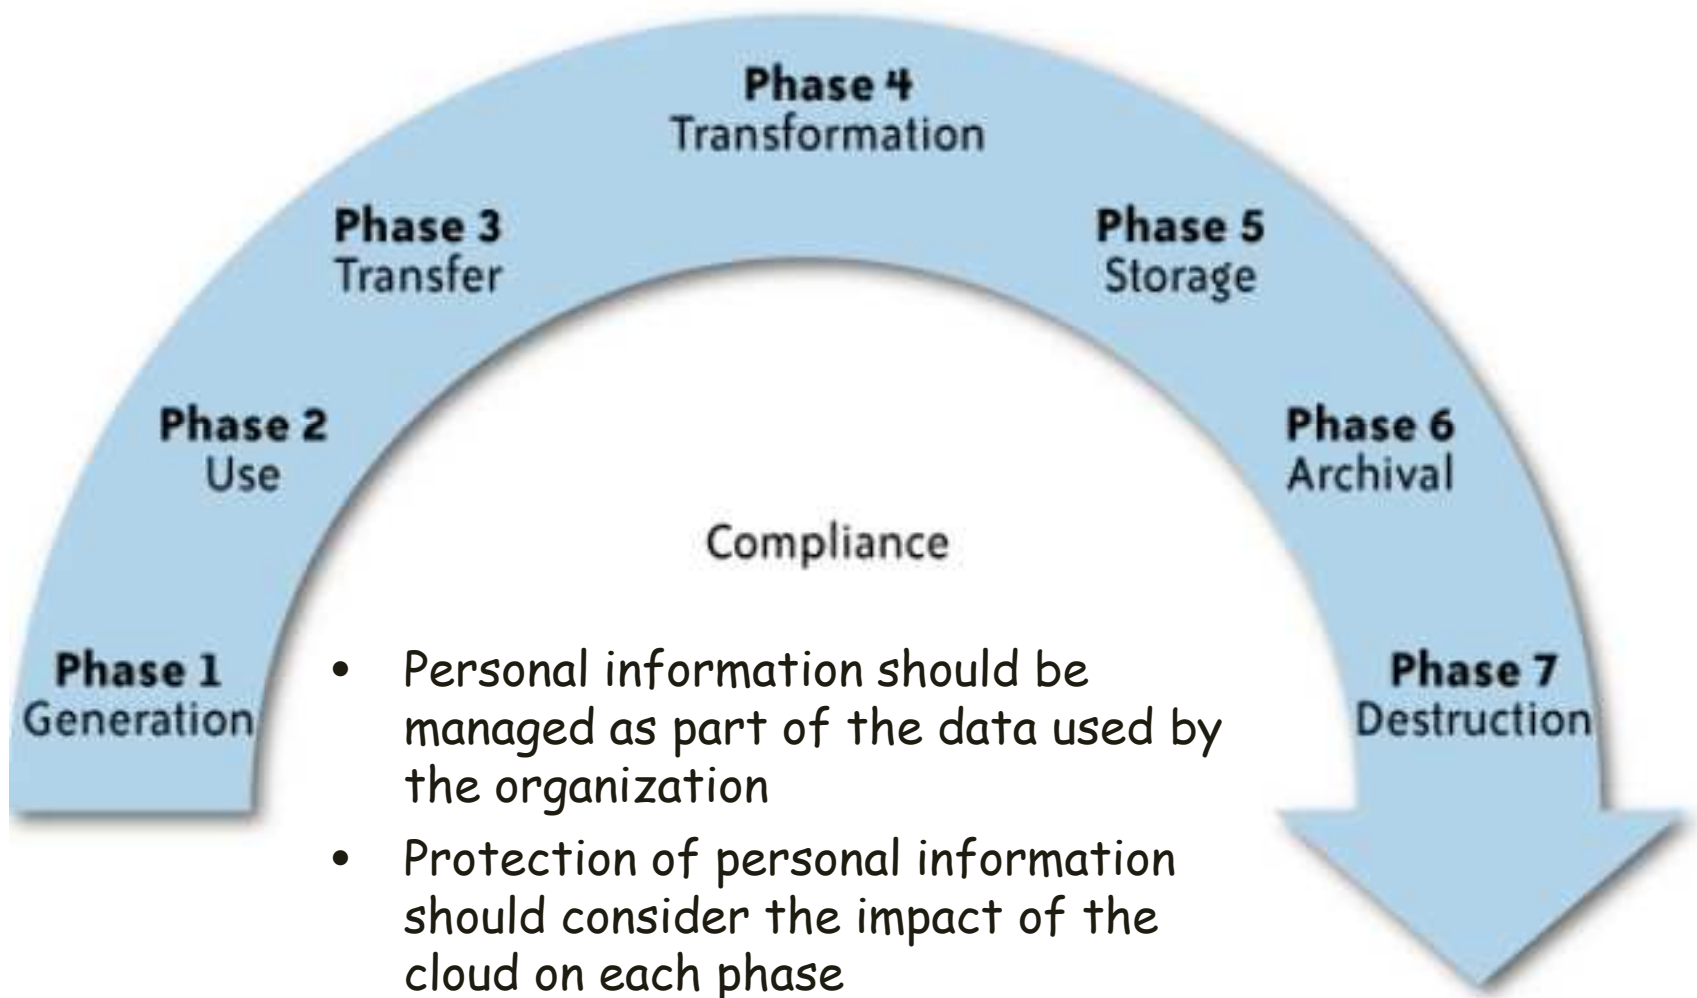 Phase 1
Generation
Phase 2
Use
Phase 3
Transfer
Phase 4
Transformation
Phase 5
Storage
Phase 6
Archival
Phase 7
Destruction
Compliance
• Personal information should be
managed as part of the data used by
the organization
• Protection of personal information
should consider the impact of the
cloud on each phase